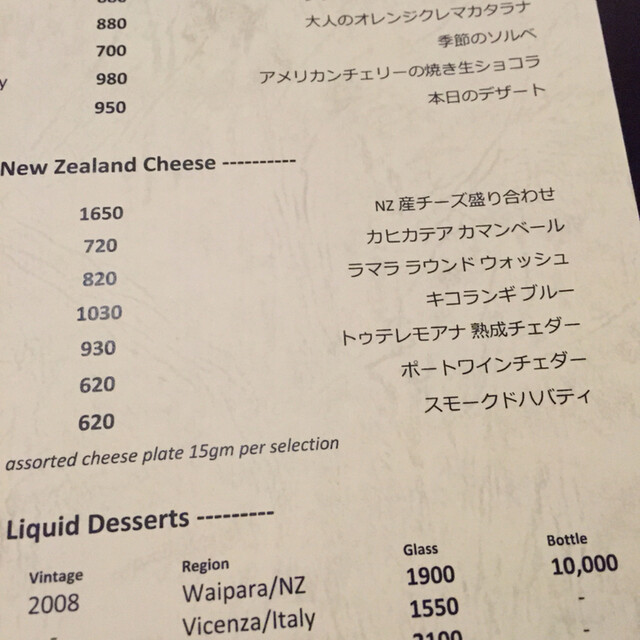 880 大人のオレンジクレマカタラナ
700 季節のソルベ
980 アメリカンチェリーの焼き生ショコラ
950 本日のデザート
New Zealand Cheese ----------
1650 NZ 産チーズ盛り合わせ
720 カヒカテア カマンベール
820 ラマラ ラウンド ウォッシュ
1030 キコランギ ブルー
930 トゥテレモアナ 熟成チェダー
620 ポートワインチェダー
620 スモークドハバティ
assorted cheese plate 15gm per selection
Liquid Desserts ---------
Vintage Region Glass Bottle
2008 Waipara/NZ 1900 10,000
- Vicenza/Italy 1550 -
2100 -